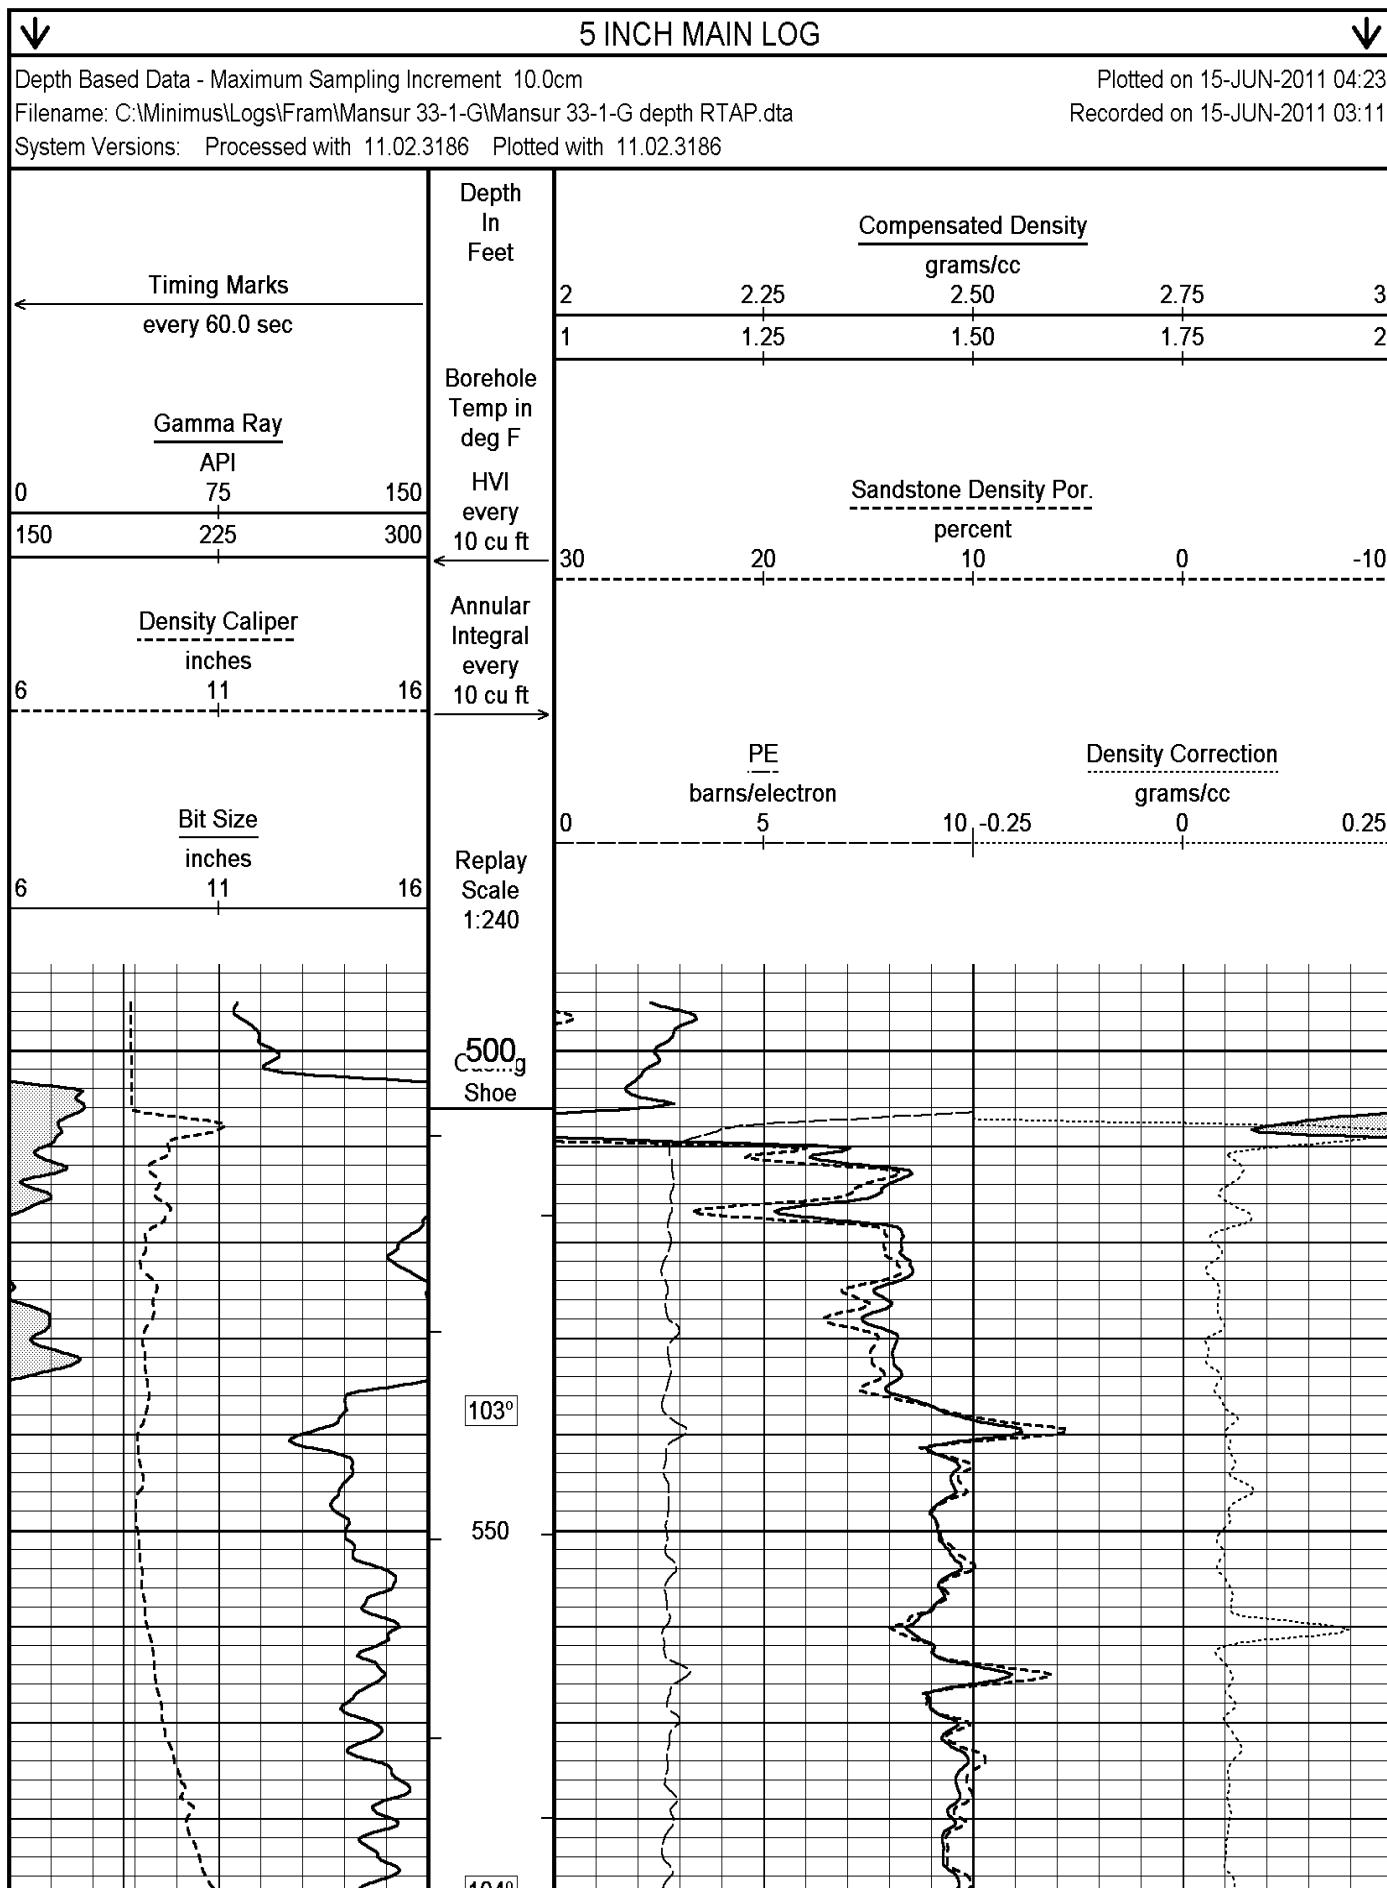 5 INCH MAIN LOG
Depth Based Data - Maximum Sampling Increment 10.0cm
Plotted on 15-JUN-2011 04:23
Filename: C:\Minimus\Logs\Fram\Mansur 33-1-G\Mansur 33-1-G depth RTAP.dta
Recorded on 15-JUN-2011 03:11
System Versions: Processed with 11.02.3186 Plotted with 11.02.3186
Timing Marks
every 60.0 sec
Gamma Ray
API
0 75 150
150 225 300
Density Caliper
inches
6 11 16
Bit Size
inches
6 11 16
Depth
In
Feet
Borehole
Temp in
deg F
HVI
every
10 cu ft
Annular
Integral
every
10 cu ft
Replay
Scale
1:240
Compensated Density
grams/cc
2 2.25 2.50 2.75 3
1 1.25 1.50 1.75 2
Sandstone Density Por.
percent
30 20 10 0 -10
PE
barns/electron
0 5 10
Density Correction
grams/cc
-0.25 0 0.25
500
Casing
Shoe
103°
550
104°